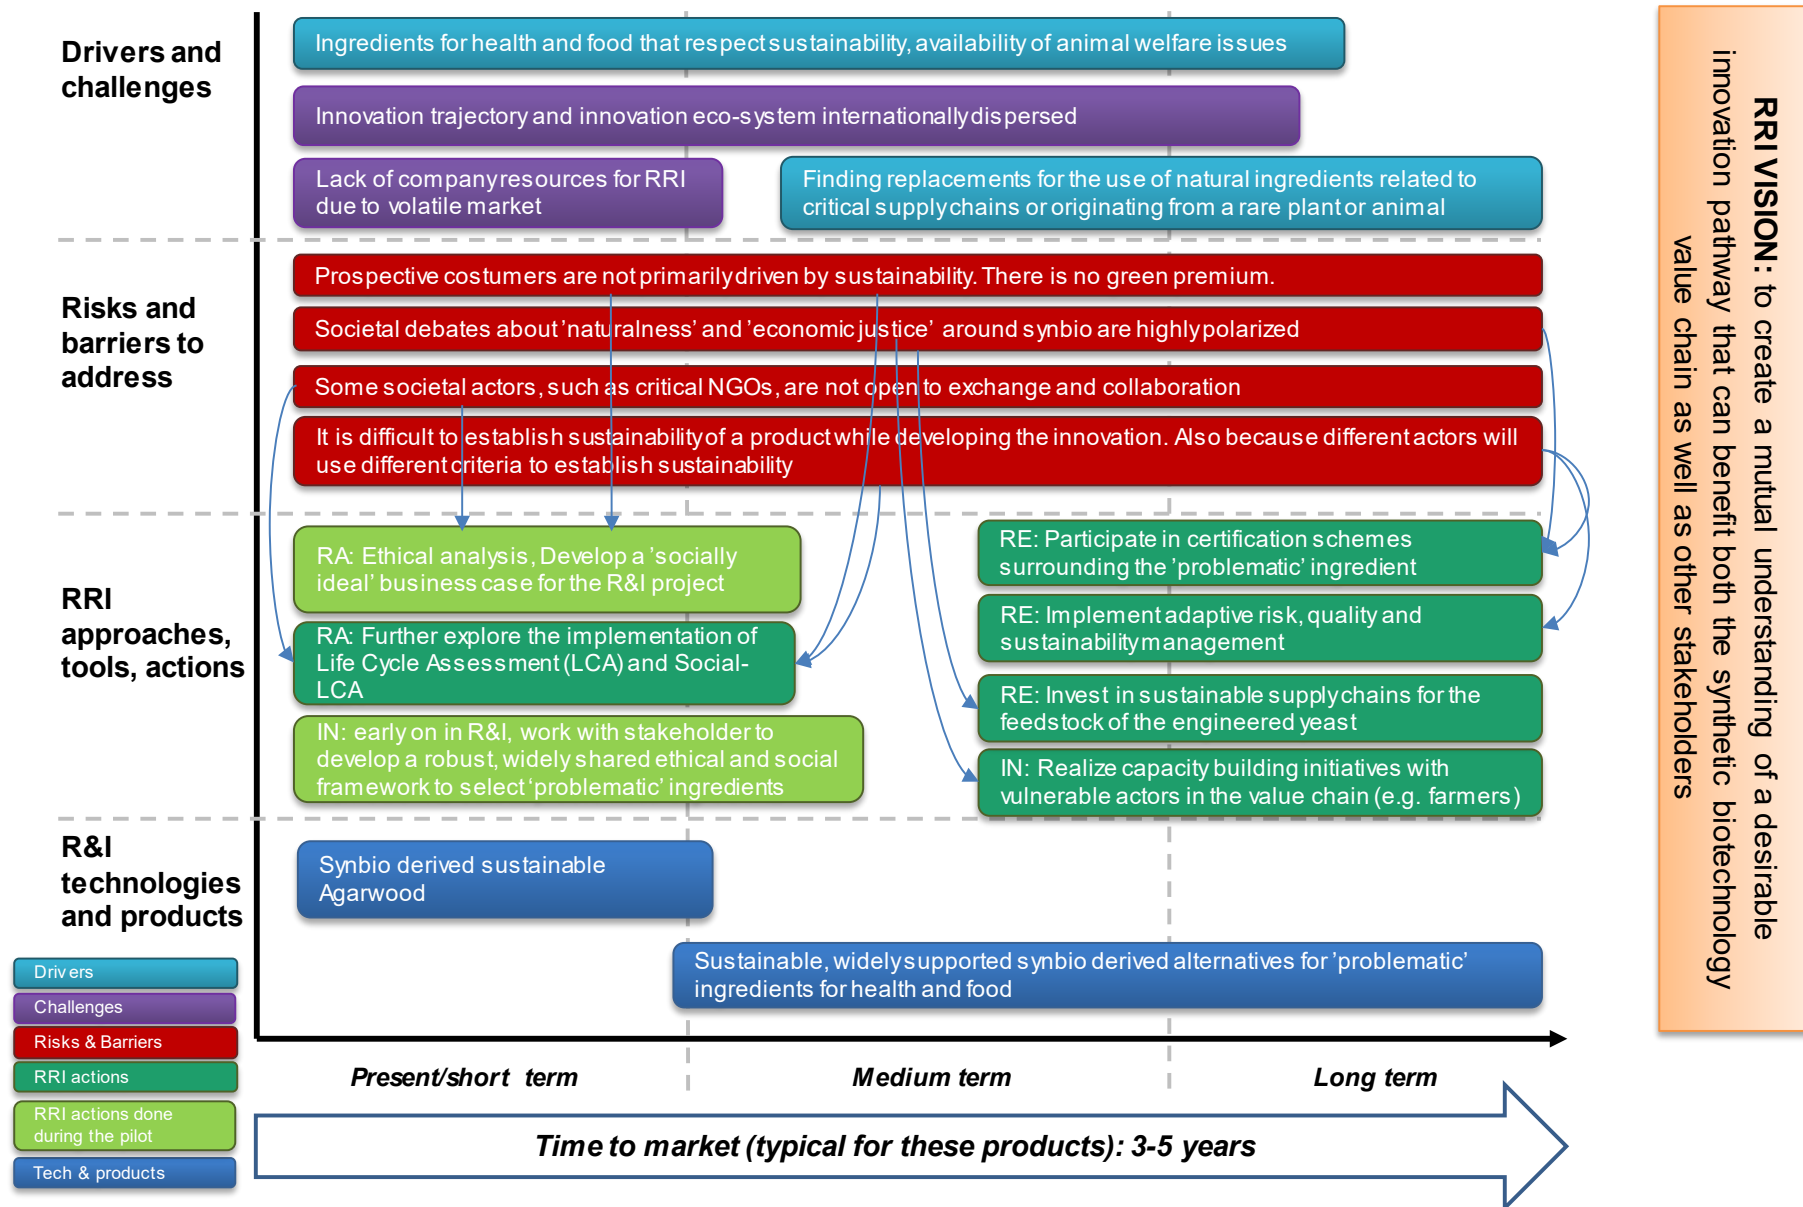 Drivers and
challenges
Ingredients for health and food that respect sustainability, availability of animal welfare issues
Innovation trajectory and innovation eco-system internationally dispersed
Lack of company resources for RRI
due to volatile market
Finding replacements for the use of natural ingredients related to
critical supply chains or originating from a rare plant or animal
Risks and
barriers to
address
Prospective costumers are not primarily driven by sustainability. There is no green premium.
Societal debates about ’naturalness’ and ’economic justice’ around synbio are highly polarized
Some societal actors, such as critical NGOs, are not open to exchange and collaboration
It is difficult to establish sustainability of a product while developing the innovation. Also because different actors will
use different criteria to establish sustainability
RRI
approaches,
tools, actions
RA: Ethical analysis, Develop a ’socially
ideal’ business case for the R&I project
RA: Further explore the implementation of
Life Cycle Assessment (LCA) and Social-
LCA
IN: early on in R&I, work with stakeholder to
develop a robust, widely shared ethical and social
framework to select ‘problematic’ ingredients
RE: Participate in certification schemes
surrounding the ’problematic’ ingredient
RE: Implement adaptive risk, quality and
sustainability management
RE: Invest in sustainable supply chains for the
feedstock of the engineered yeast
IN: Realize capacity building initiatives with
vulnerable actors in the value chain (e.g. farmers)
R&I
technologies
and products
Synbio derived sustainable
Agarwood
Sustainable, widely supported synbio derived alternatives for ’problematic’
ingredients for health and food
Drivers
Challenges
Risks & Barriers
RRI actions
RRI actions done
during the pilot
Tech & products
Present/short term
Medium term
Long term
Time to market (typical for these products): 3-5 years
RRI VISION: to create a mutual understanding of a desirable
innovation pathway that can benefit both the synthetic biotechnology
value chain as well as other stakeholders